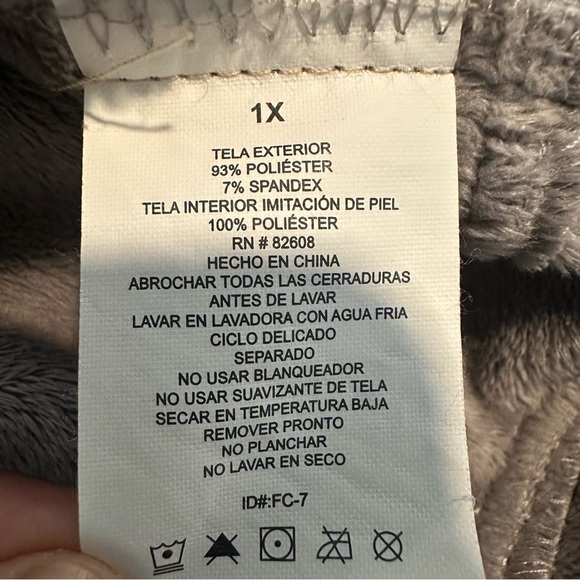 1X
TELA EXTERIOR
93% POLIÉSTER
7% SPANDEX
TELA INTERIOR IMITACIÓN DE PIEL
100% POLIÉSTER
RN # 82608
HECHO EN CHINA
ABROCHAR TODAS LAS CERRADURAS
ANTES DE LAVAR
LAVAR EN LAVADORA CON AGUA FRIA
CICLO DELICADO
SEPARADO
NO USAR BLANQUEADOR
NO USAR SUAVIZANTE DE TELA
SECAR EN TEMPERATURA BAJA
REMOVER PRONTO
NO PLANCHAR
NO LAVAR EN SECO
ID#:FC-7